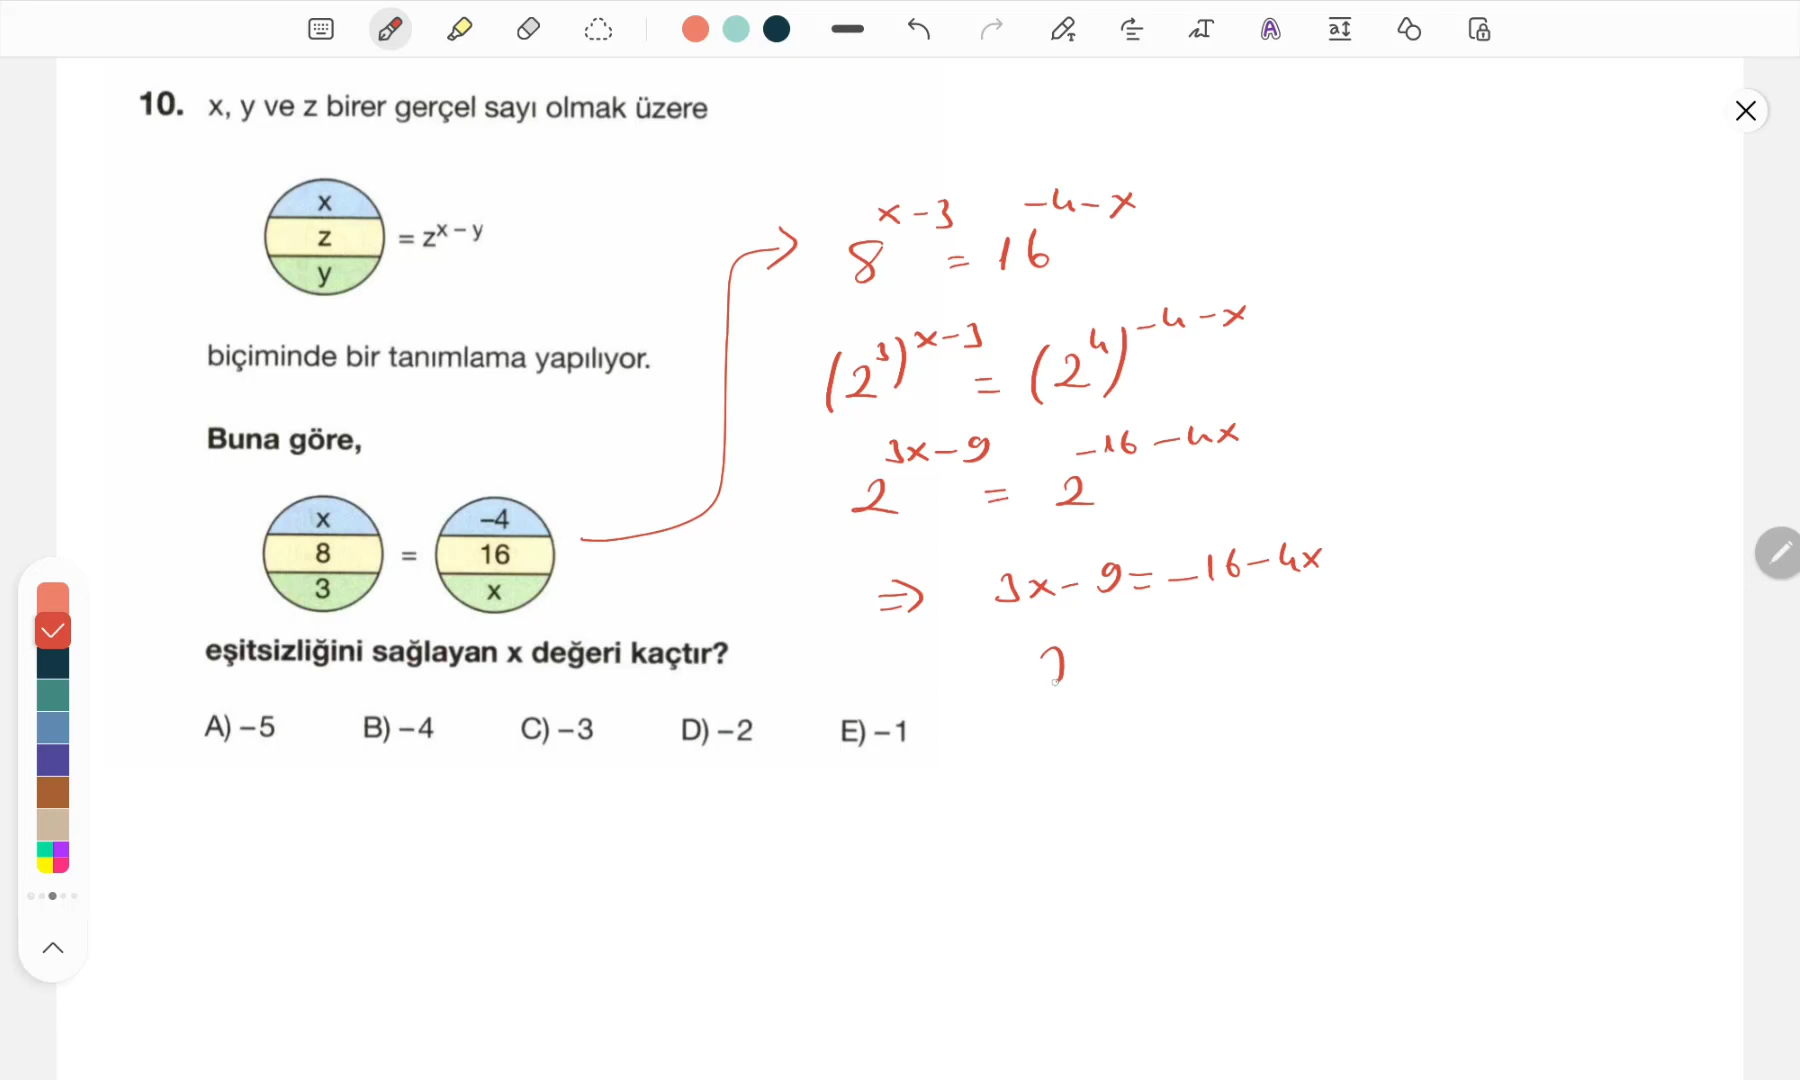 10. x, y ve z birer gerçel sayı olmak üzere
x
z
y
= z^x − y
biçiminde bir tanımlama yapılıyor.
Buna göre,
x
8
3
=
−4
16
x
eşitsizliğini sağlayan x değeri kaçtır?
A) −5 B) −4 C) −3 D) −2 E) −1
8^x−3 = 16^−4−x
(2^3)^x−3 = (2^4)^−4−x
2^3x−9 = 2^−16−4x
⇒ 3x−9=−16−4x